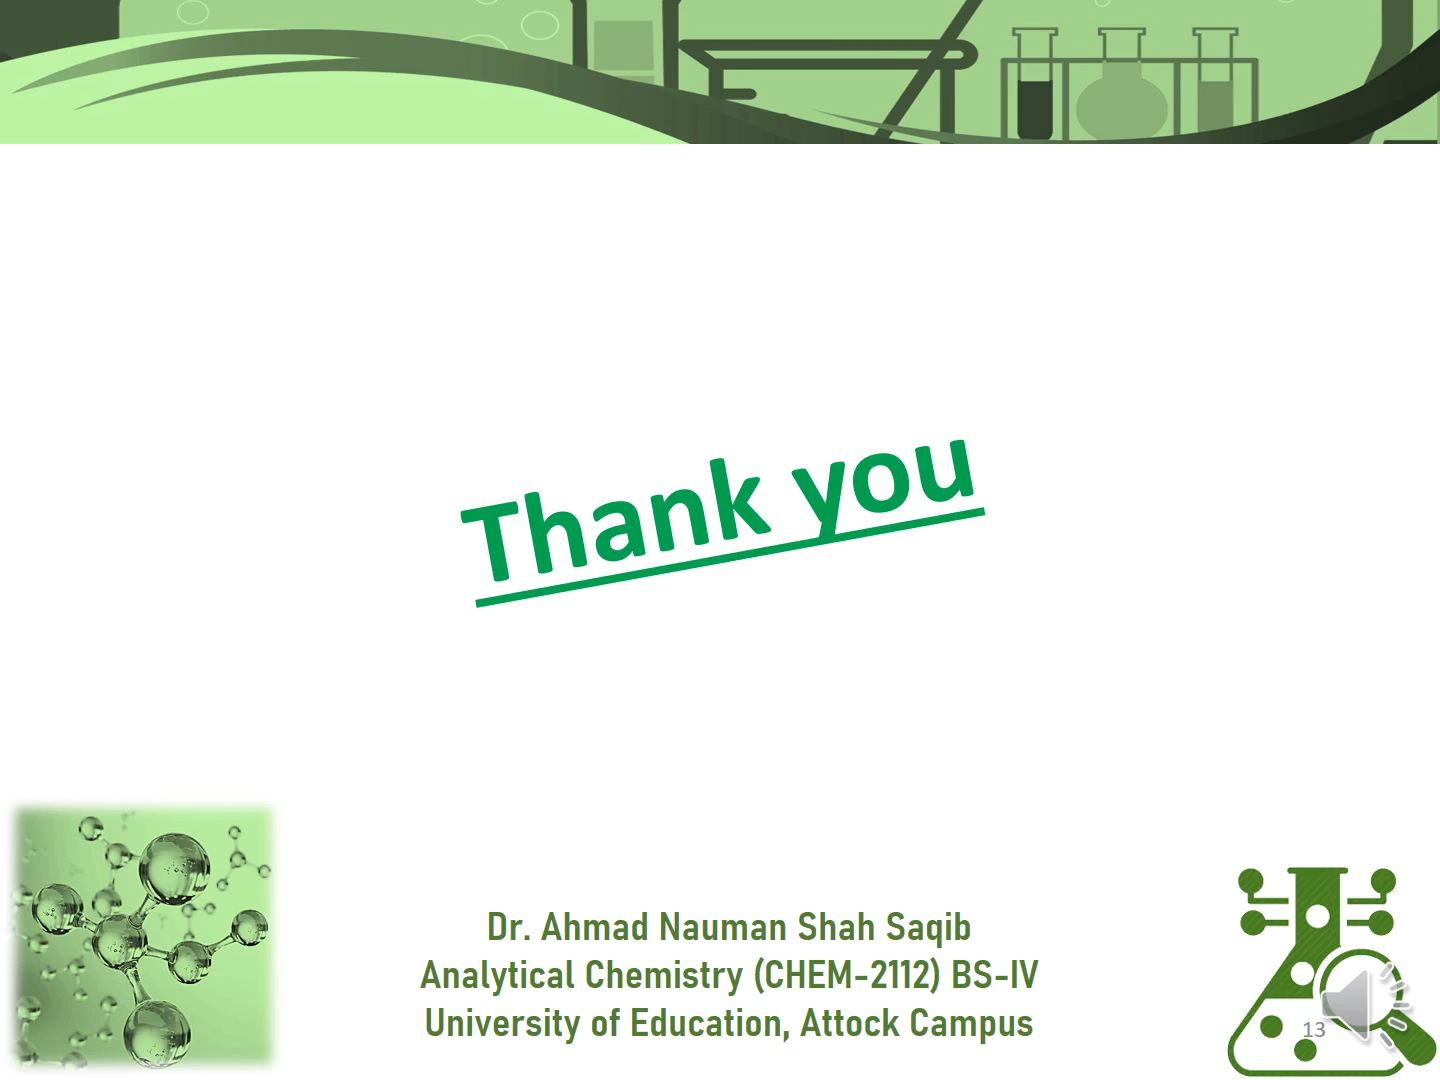 Thank you
Dr. Ahmad Nauman Shah Saqib
Analytical Chemistry (CHEM-2112) BS-IV
University of Education, Attock Campus
13